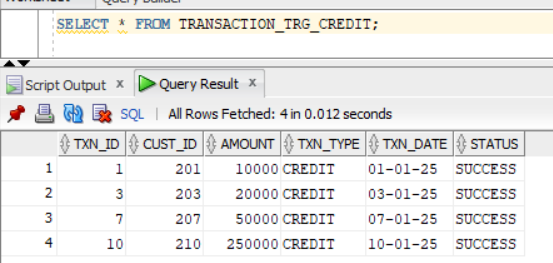 SELECT * FROM TRANSACTION_TRG_CREDIT;
Script Output x Query Result x
SQL | All Rows Fetched: 4 in 0.012 seconds
TXN_ID CUST_ID AMOUNT TXN_TYPE TXN_DATE STATUS
1 1 201 10000 CREDIT 01-01-25 SUCCESS
2 3 203 20000 CREDIT 03-01-25 SUCCESS
3 7 207 50000 CREDIT 07-01-25 SUCCESS
4 10 210 250000 CREDIT 10-01-25 SUCCESS